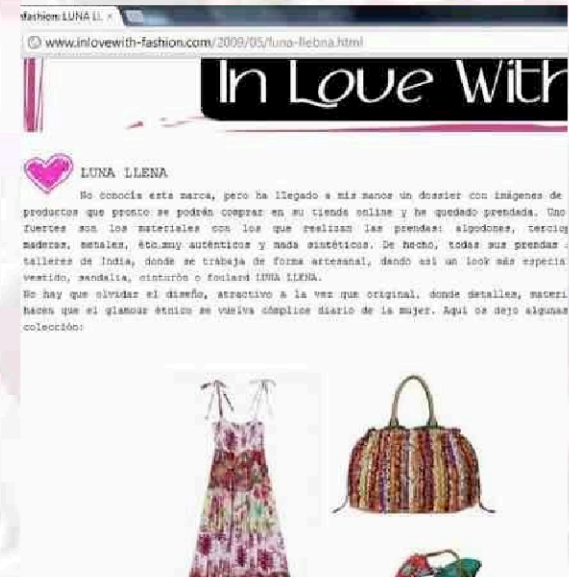 fashion: LUNA LL
www.inlovewith-fashion.com/2009/05/luna-llebna.html
In Love With
LUNA LLENA
No conocía esta marca, pero ha llegado a mis manos un dossier con imágenes de
productos que pronto se podrán comprar en su tienda online y he quedado prendada. Uno
fuertes son los materiales con los que realizan las prendas: algodones, terciop
maderas, metales, etc.muy auténticos y nada sintéticos. De hecho, todas sus prendas
talleres de India, donde se trabaja de forma artesanal, dando así un look más especia
vestido, sandalia, cinturón o foulard LUNA LLENA.
No hay que olvidar el diseño, atractivo a la vez que original, donde detalles, materi
hacen que el glamour étnico se vuelva cómplice diario de la mujer. Aquí os dejo algunas
colección: